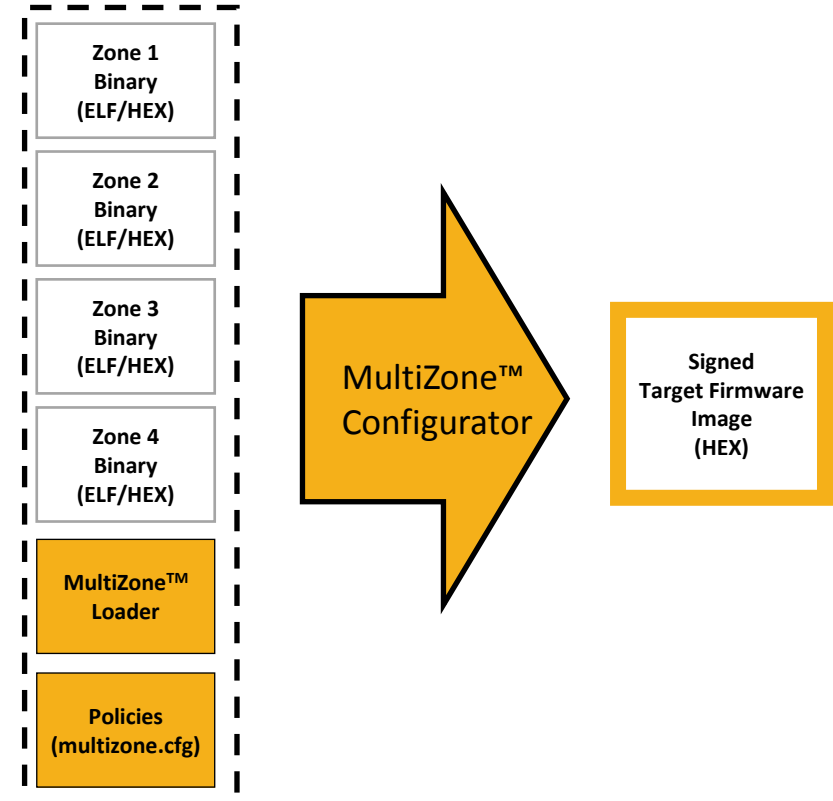 Zone 1
Binary
(ELF/HEX)
Zone 2
Binary
(ELF/HEX)
Zone 3
Binary
(ELF/HEX)
Zone 4
Binary
(ELF/HEX)
MultiZone™
Loader
Policies
(multizone.cfg)
MultiZone™
Configurator
Signed
Target Firmware
Image
(HEX)